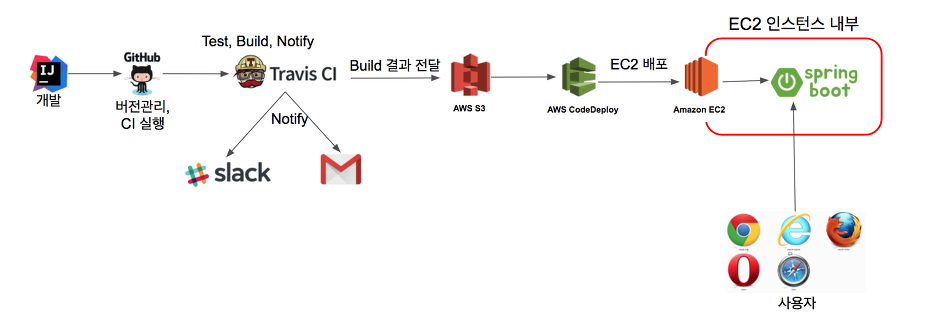 EC2 인스턴스 내부
Test, Build, Notify
GitHub
IJ
개발
버전관리,
CI 실행
Travis CI
Build 결과 전달
AWS S3
AWS CodeDeploy
EC2 배포
Amazon EC2
spring
boot
Notify
slack
사용자